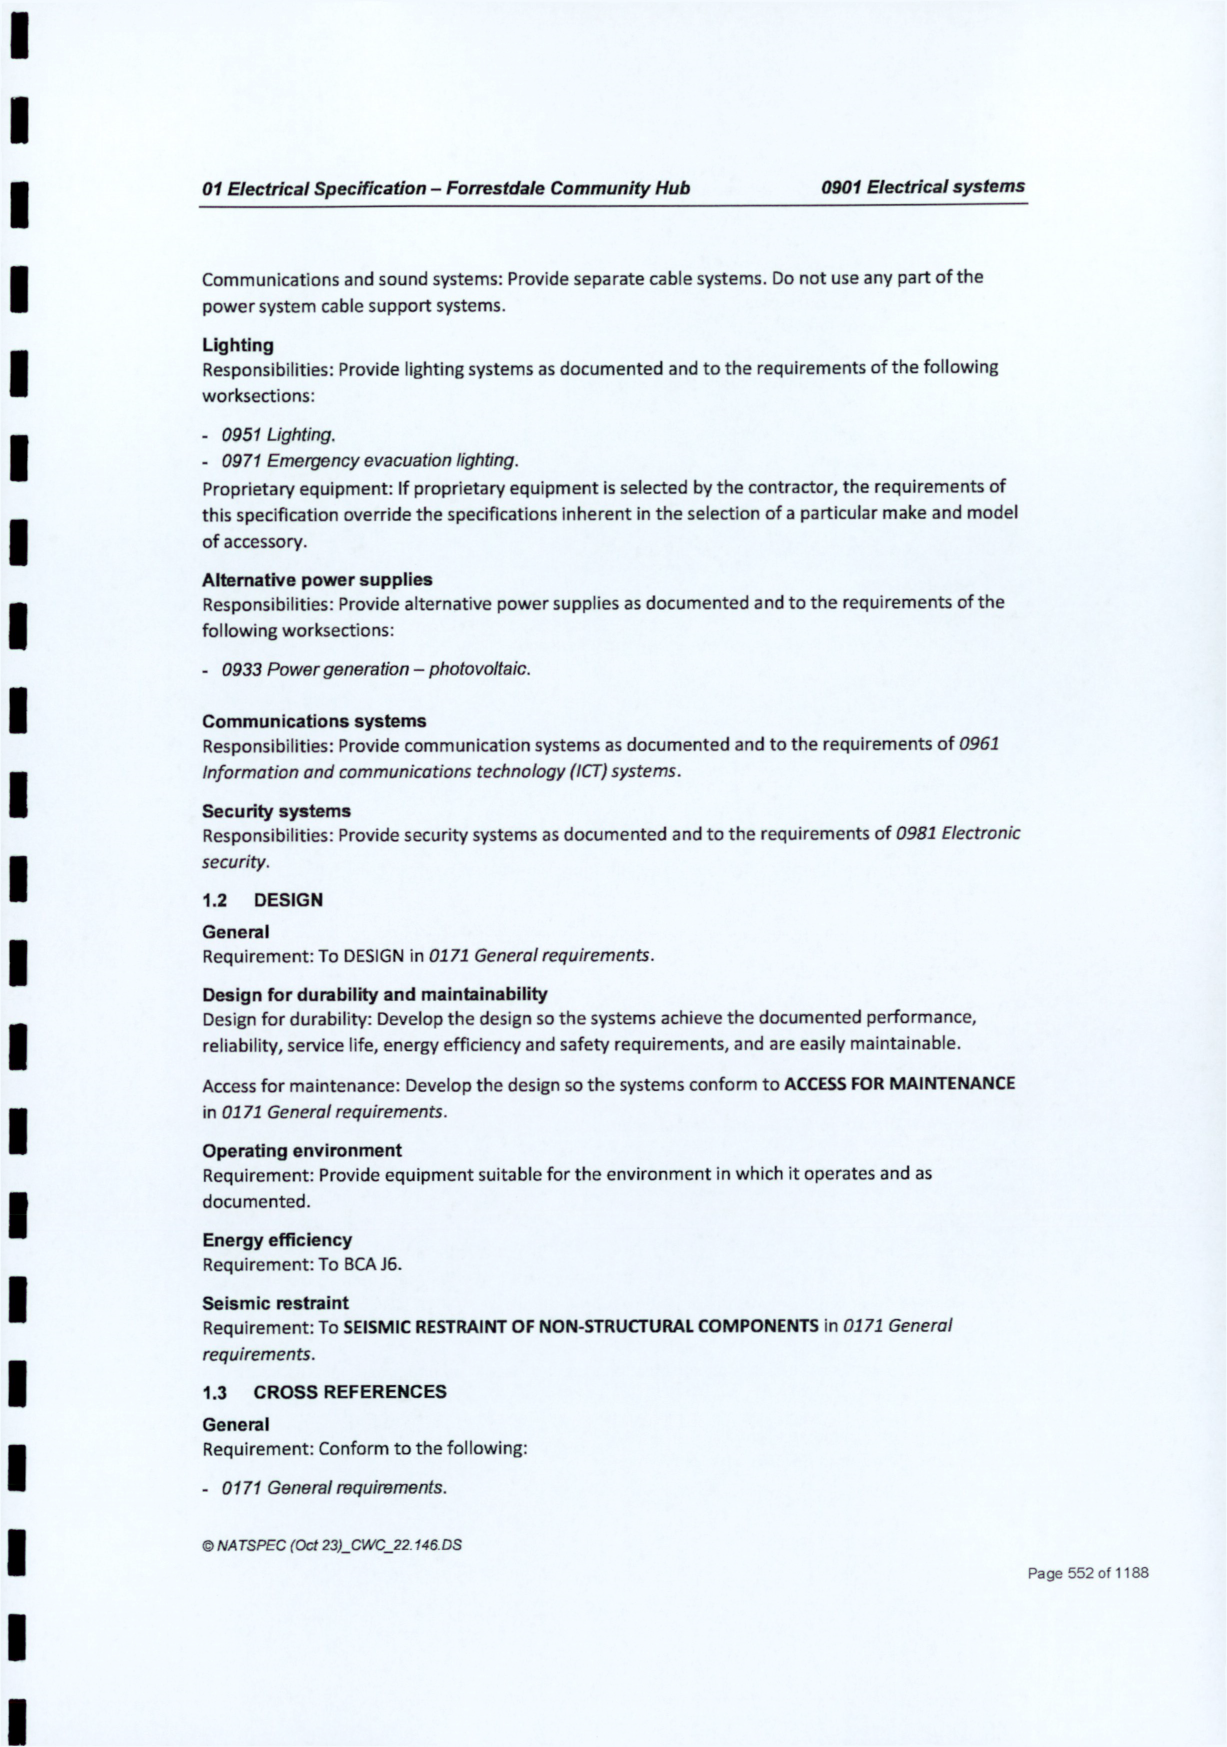 01 Electrical Specification – Forrestdale Community Hub 0901 Electrical systems
Communications and sound systems: Provide separate cable systems. Do not use any part of the
power system cable support systems.
Lighting
Responsibilities: Provide lighting systems as documented and to the requirements of the following
worksections:
- 0951 Lighting.
- 0971 Emergency evacuation lighting.
Proprietary equipment: If proprietary equipment is selected by the contractor, the requirements of
this specification override the specifications inherent in the selection of a particular make and model
of accessory.
Alternative power supplies
Responsibilities: Provide alternative power supplies as documented and to the requirements of the
following worksections:
- 0933 Power generation – photovoltaic.
Communications systems
Responsibilities: Provide communication systems as documented and to the requirements of 0961
Information and communications technology (ICT) systems.
Security systems
Responsibilities: Provide security systems as documented and to the requirements of 0981 Electronic
security.
1.2 DESIGN
General
Requirement: To DESIGN in 0171 General requirements.
Design for durability and maintainability
Design for durability: Develop the design so the systems achieve the documented performance,
reliability, service life, energy efficiency and safety requirements, and are easily maintainable.
Access for maintenance: Develop the design so the systems conform to ACCESS FOR MAINTENANCE
in 0171 General requirements.
Operating environment
Requirement: Provide equipment suitable for the environment in which it operates and as
documented.
Energy efficiency
Requirement: To BCA J6.
Seismic restraint
Requirement: To SEISMIC RESTRAINT OF NON-STRUCTURAL COMPONENTS in 0171 General
requirements.
1.3 CROSS REFERENCES
General
Requirement: Conform to the following:
- 0171 General requirements.
© NATSPEC (Oct 23)_CWC_22.146.DS
Page 552 of 1188